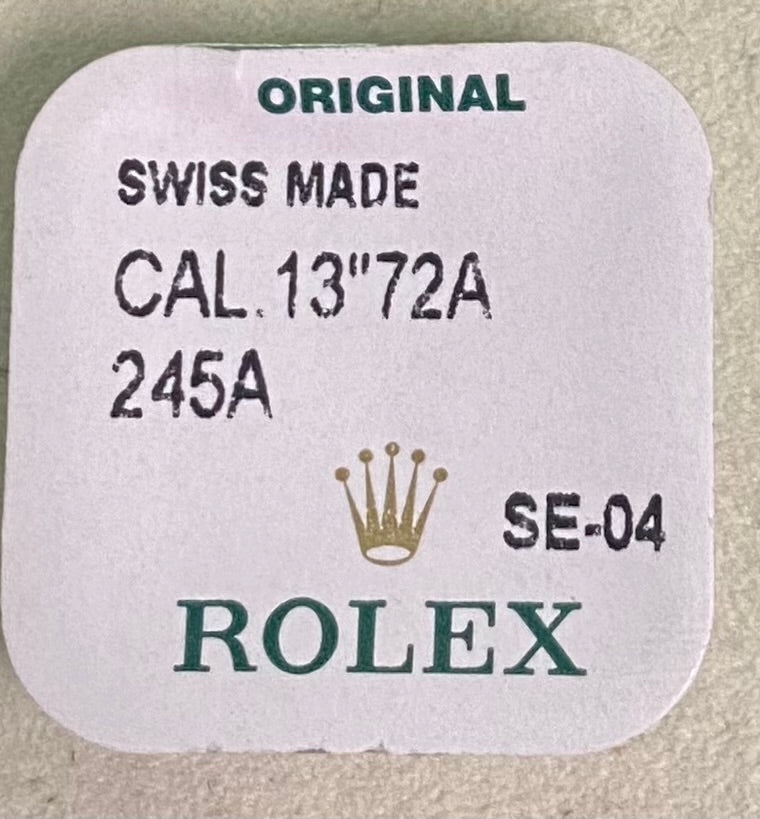 ORIGINAL
SWISS MADE
CAL.13"72A
245A
SE-04
ROLEX